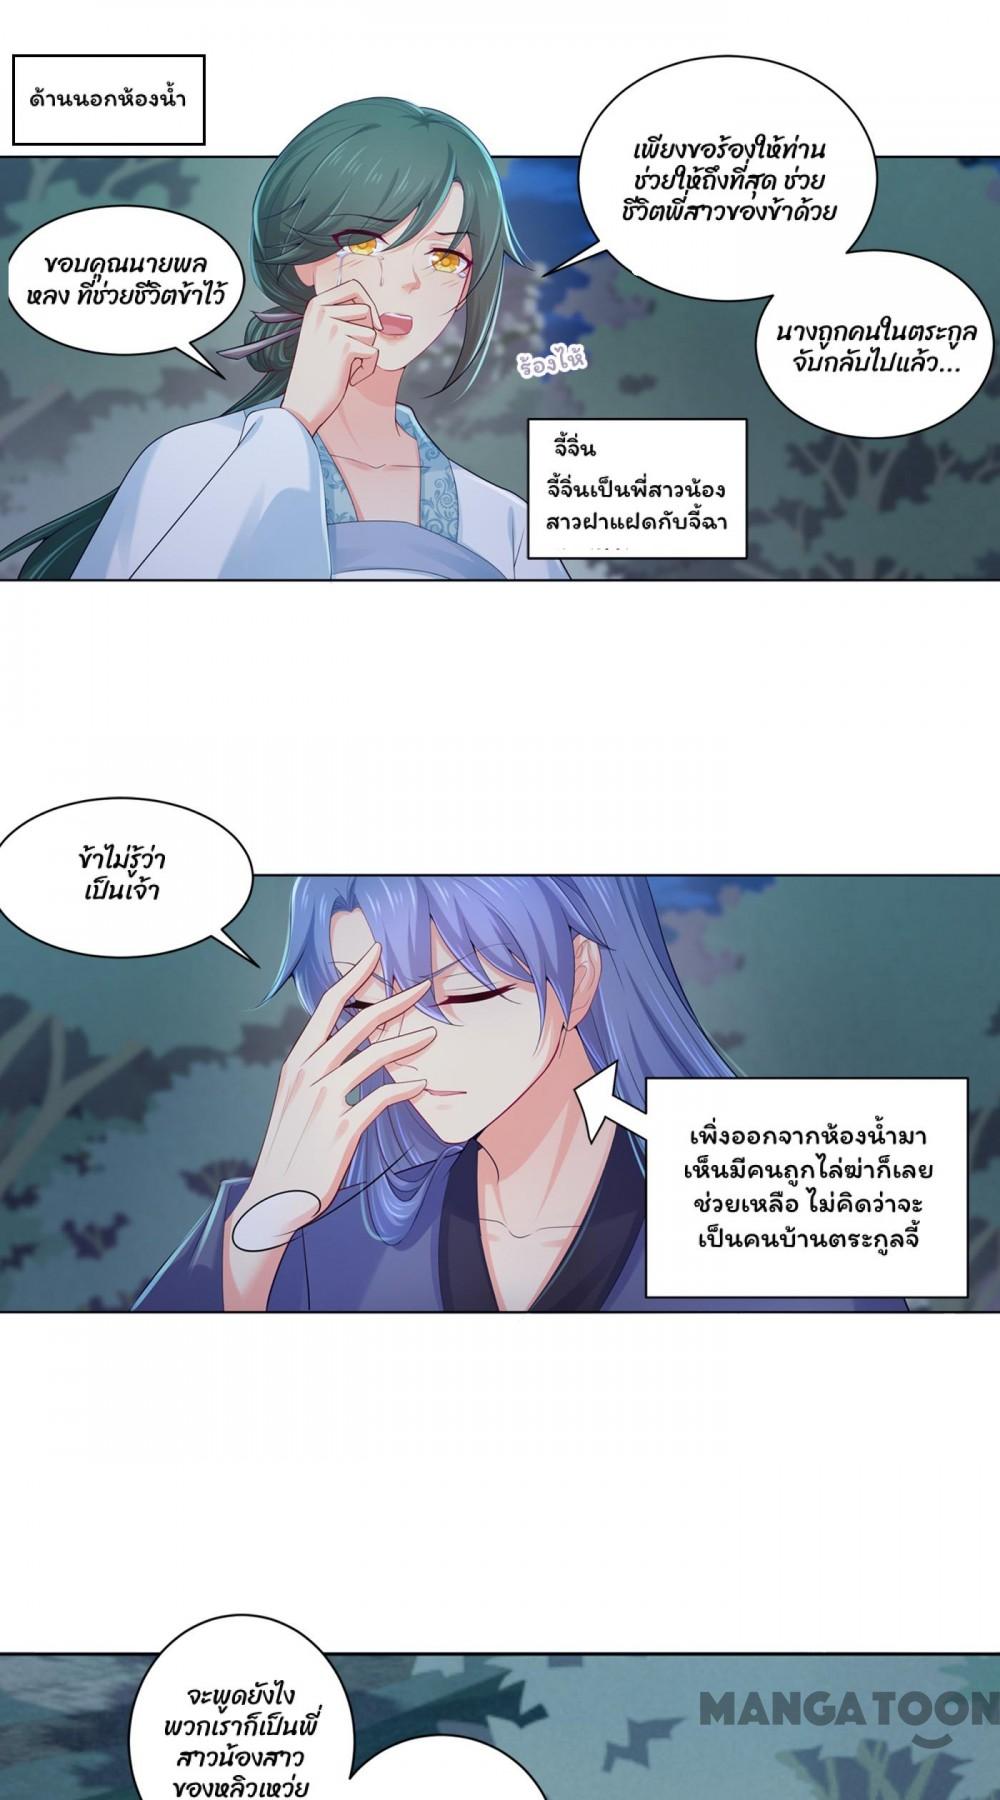 ด้านนอกห้องน้ำ
ขอบคุณนายพล
หลง ที่ช่วยชีวิตข้าไว้
เพียงขอร้องให้ท่าน
ช่วยให้ถึงที่สุด ช่วย
ชีวิตพี่สาวของข้าด้วย
นางถูกคนในตระกูล
จับกลับไปแล้ว...
ร้องไห้
จี้จิ่น
จี้จิ่นเป็นพี่สาวน้อง
สาวฝาแฝดกับจี้ฉา
ข้าไม่รู้ว่า
เป็นเจ้า
เพิ่งออกจากห้องน้ำมา
เห็นมีคนถูกไล่ฆ่าก็เลย
ช่วยเหลือ ไม่คิดว่าจะ
เป็นคนบ้านตระกูลจี้
จะพูดยังไง
พวกเราก็เป็นพี่
สาวน้องสาว
ของหลิวเหว่ย
MANGATOON